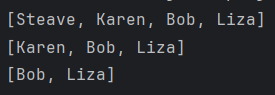 [Steave, Karen, Bob, Liza]
[Karen, Bob, Liza]
[Bob, Liza]